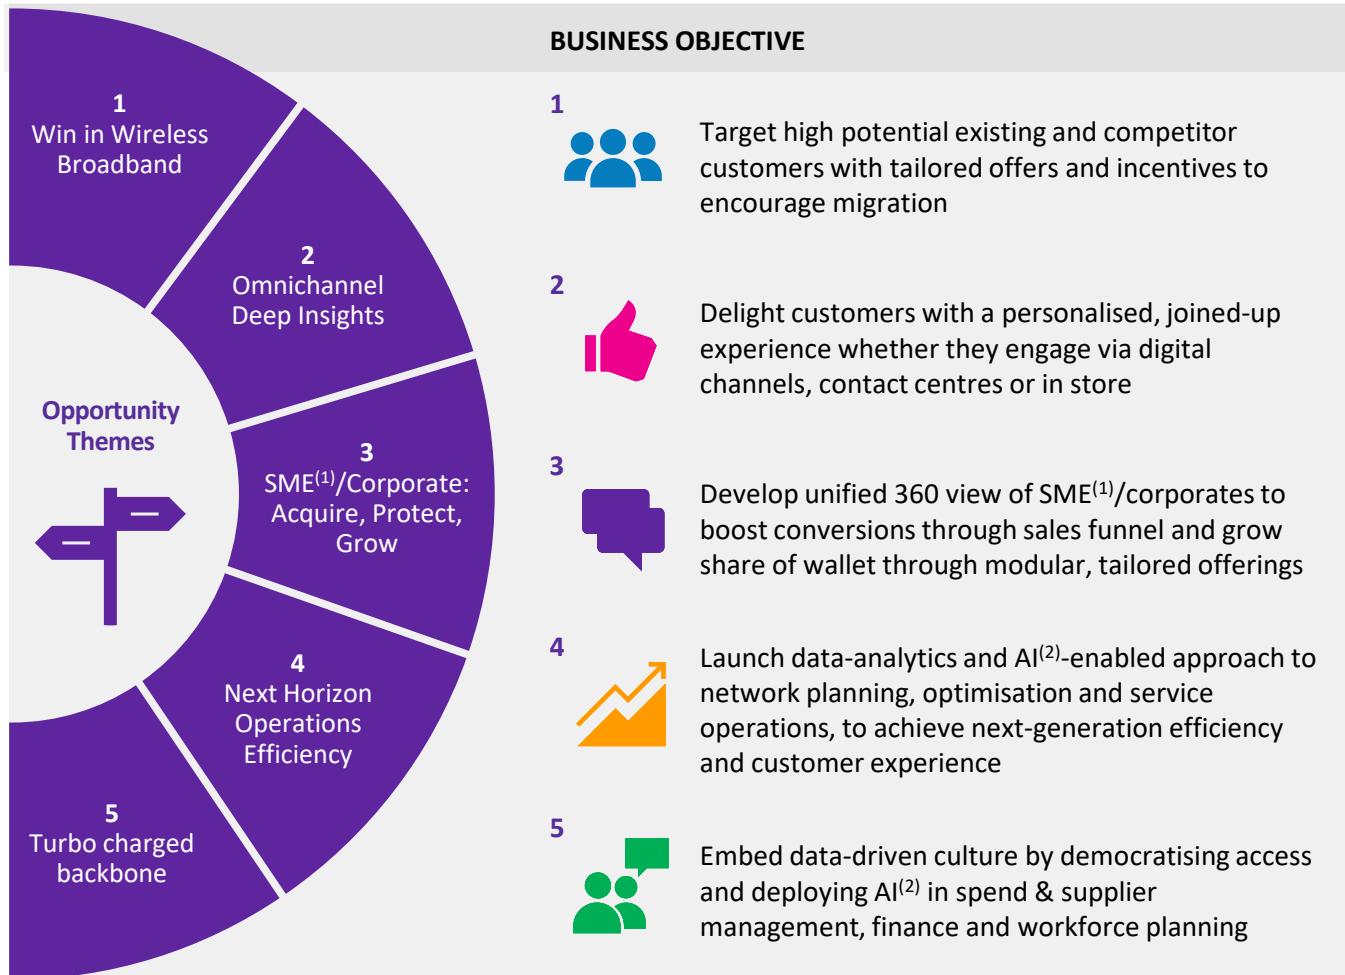 BUSINESS OBJECTIVE
1
Win in Wireless
Broadband
2
Omnichannel
Deep Insights
Opportunity
Themes
3
SME(1)/Corporate:
Acquire, Protect,
Grow
4
Next Horizon
Operations
Efficiency
5
Turbo charged
backbone
1
Target high potential existing and competitor
customers with tailored offers and incentives to
encourage migration
2
Delight customers with a personalised, joined-up
experience whether they engage via digital
channels, contact centres or in store
3
Develop unified 360 view of SME(1)/corporates to
boost conversions through sales funnel and grow
share of wallet through modular, tailored offerings
4
Launch data-analytics and AI(2)-enabled approach to
network planning, optimisation and service
operations, to achieve next-generation efficiency
and customer experience
5
Embed data-driven culture by democratising access
and deploying AI(2) in spend & supplier
management, finance and workforce planning